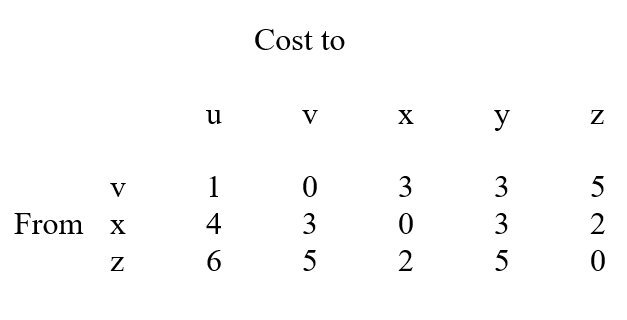 Cost to
u v x y z
v 1 0 3 3 5
From x 4 3 0 3 2
z 6 5 2 5 0